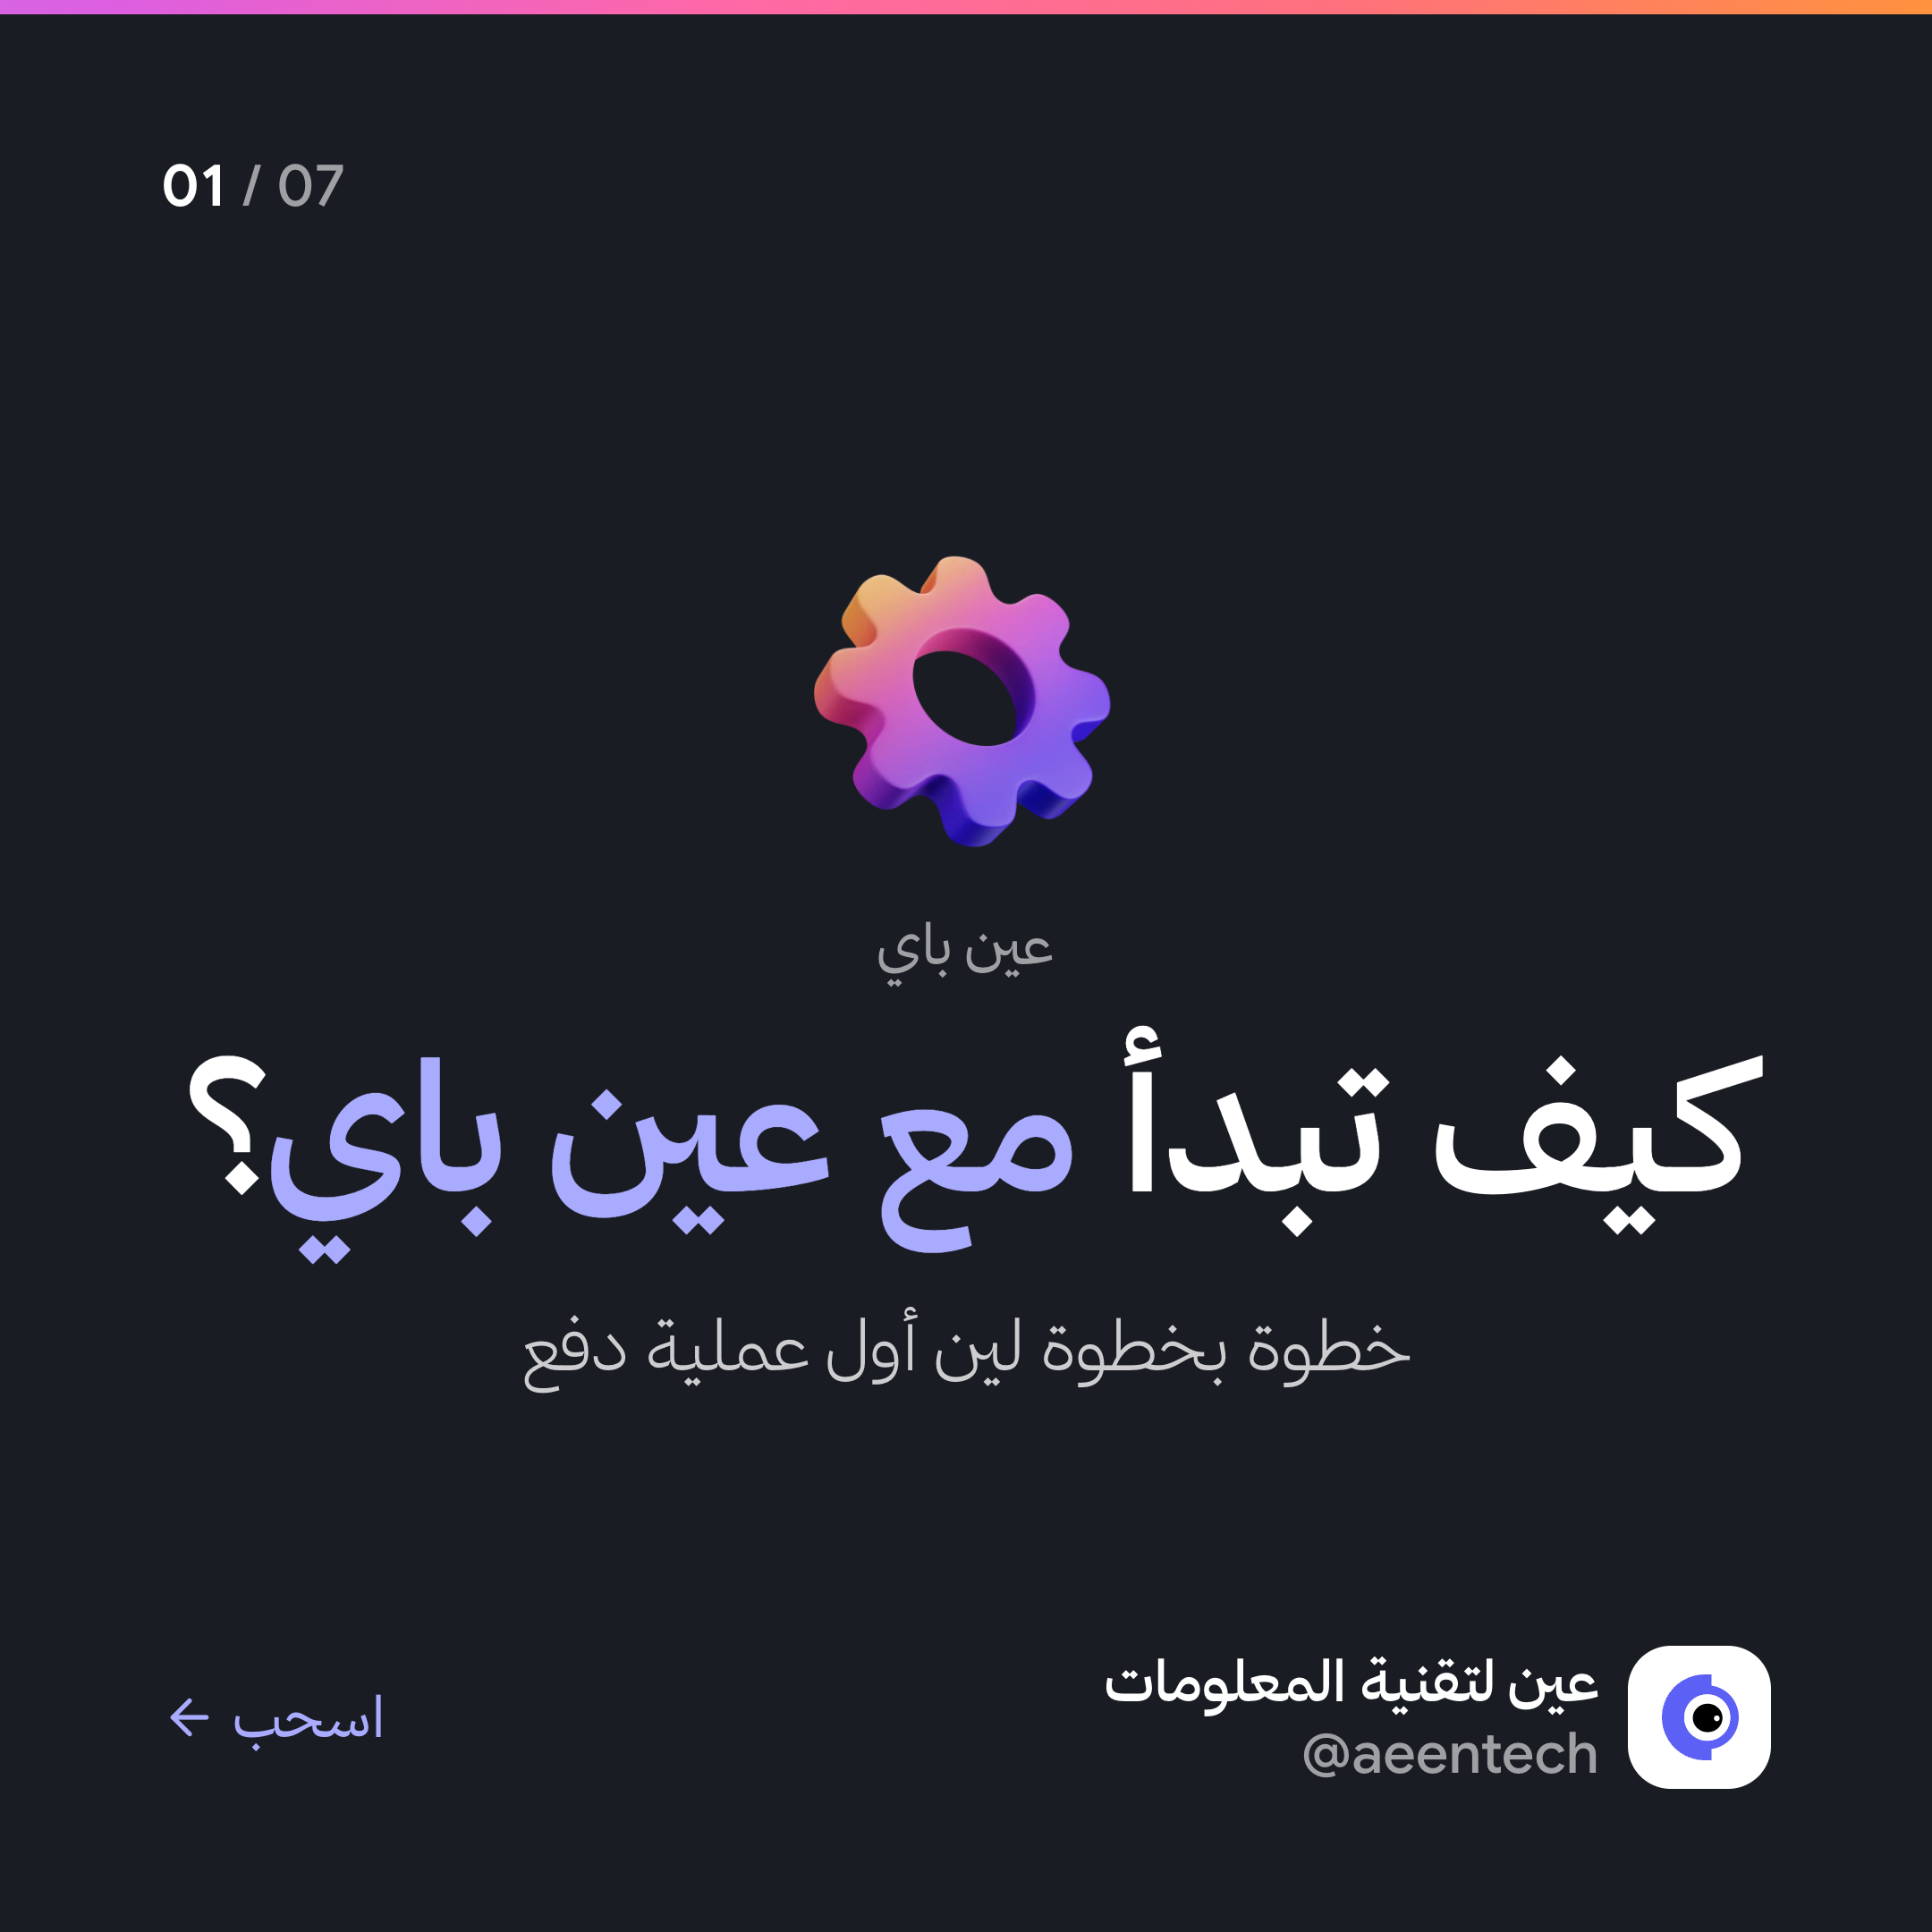 01 / 07
عين باي
كيف تبدأ مع عين باي؟
خطوة بخطوة لين أول عملية دفع
عين لتقنية المعلومات
@aeentech
اسحب ←